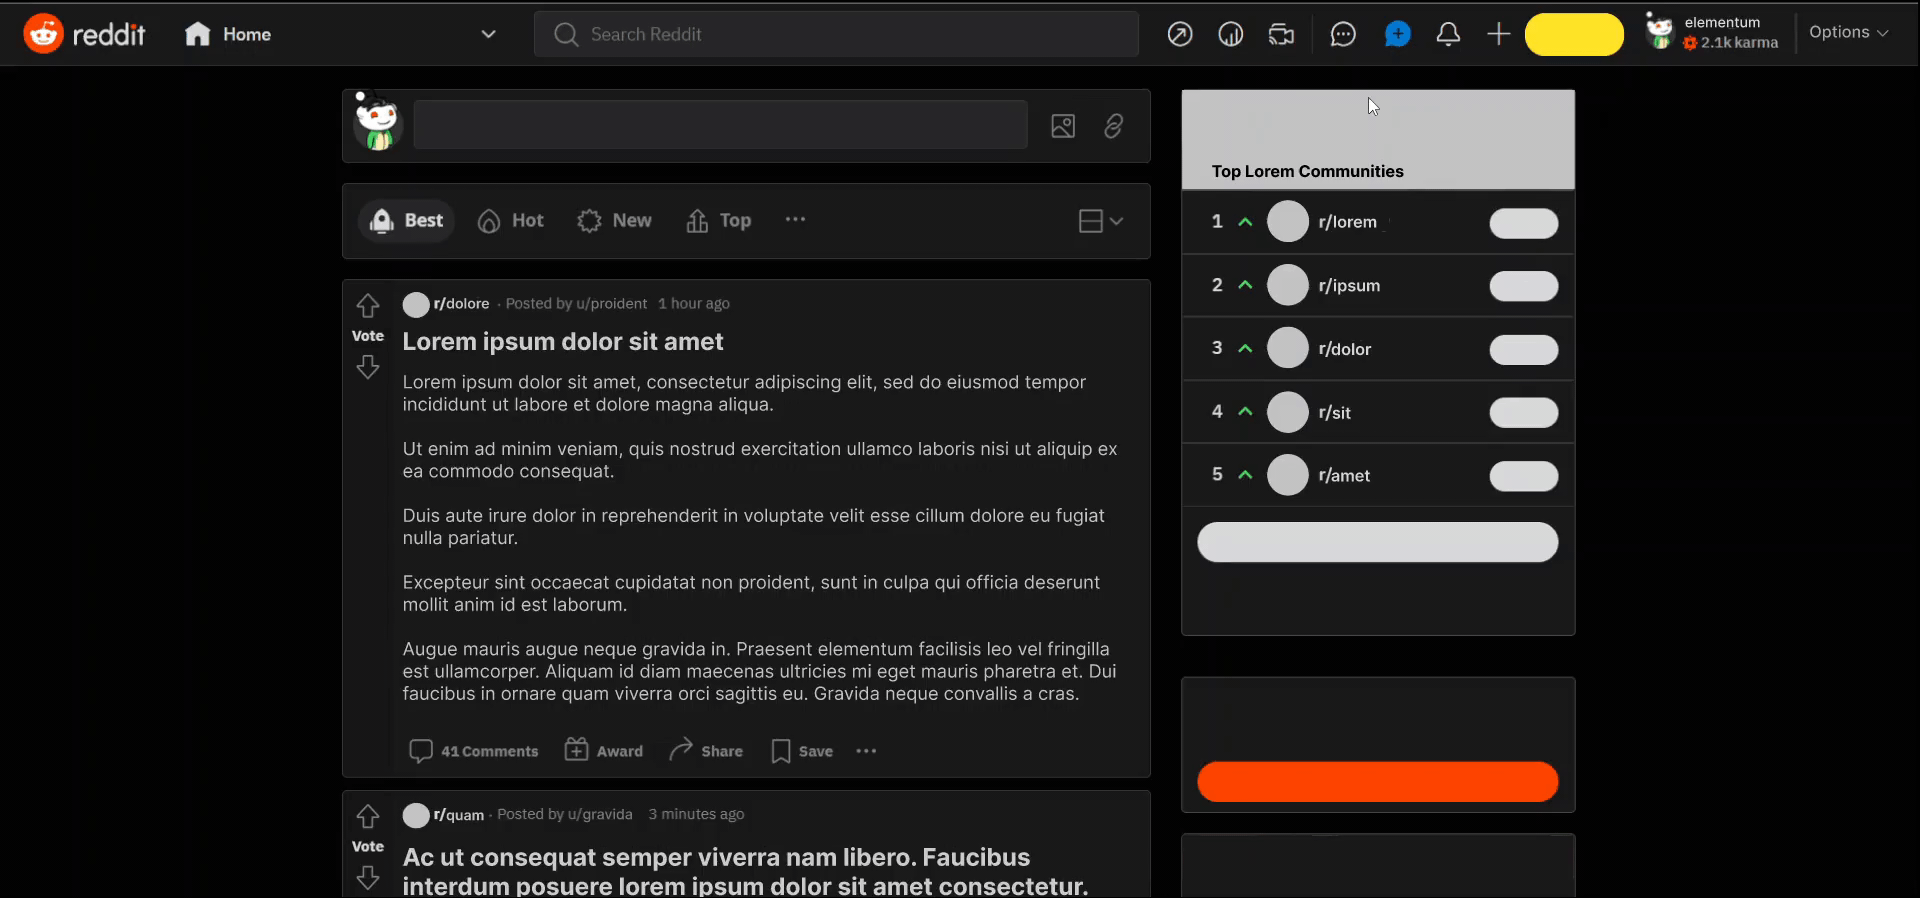 reddit Home Search Reddit elementum Options
2.1k karma
Top Lorem Communities
Best Hot New Top
1 r/lorem
2 r/ipsum
3 r/dolor
4 r/sit
5 r/amet
r/dolore · Posted by u/proident 1 hour ago
Vote
Lorem ipsum dolor sit amet
Lorem ipsum dolor sit amet, consectetur adipiscing elit, sed do eiusmod tempor
incididunt ut labore et dolore magna aliqua.
Ut enim ad minim veniam, quis nostrud exercitation ullamco laboris nisi ut aliquip ex
ea commodo consequat.
Duis aute irure dolor in reprehenderit in voluptate velit esse cillum dolore eu fugiat
nulla pariatur.
Excepteur sint occaecat cupidatat non proident, sunt in culpa qui officia deserunt
mollit anim id est laborum.
Augue mauris augue neque gravida in. Praesent elementum facilisis leo vel fringilla
est ullamcorper. Aliquam id diam maecenas ultricies mi eget mauris pharetra et. Dui
faucibus in ornare quam viverra orci sagittis eu. Gravida neque convallis a cras.
41 Comments Award Share Save
r/quam · Posted by u/gravida 3 minutes ago
Vote
Ac ut consequat semper viverra nam libero. Faucibus
interdum posuere lorem ipsum dolor sit amet consectetur.